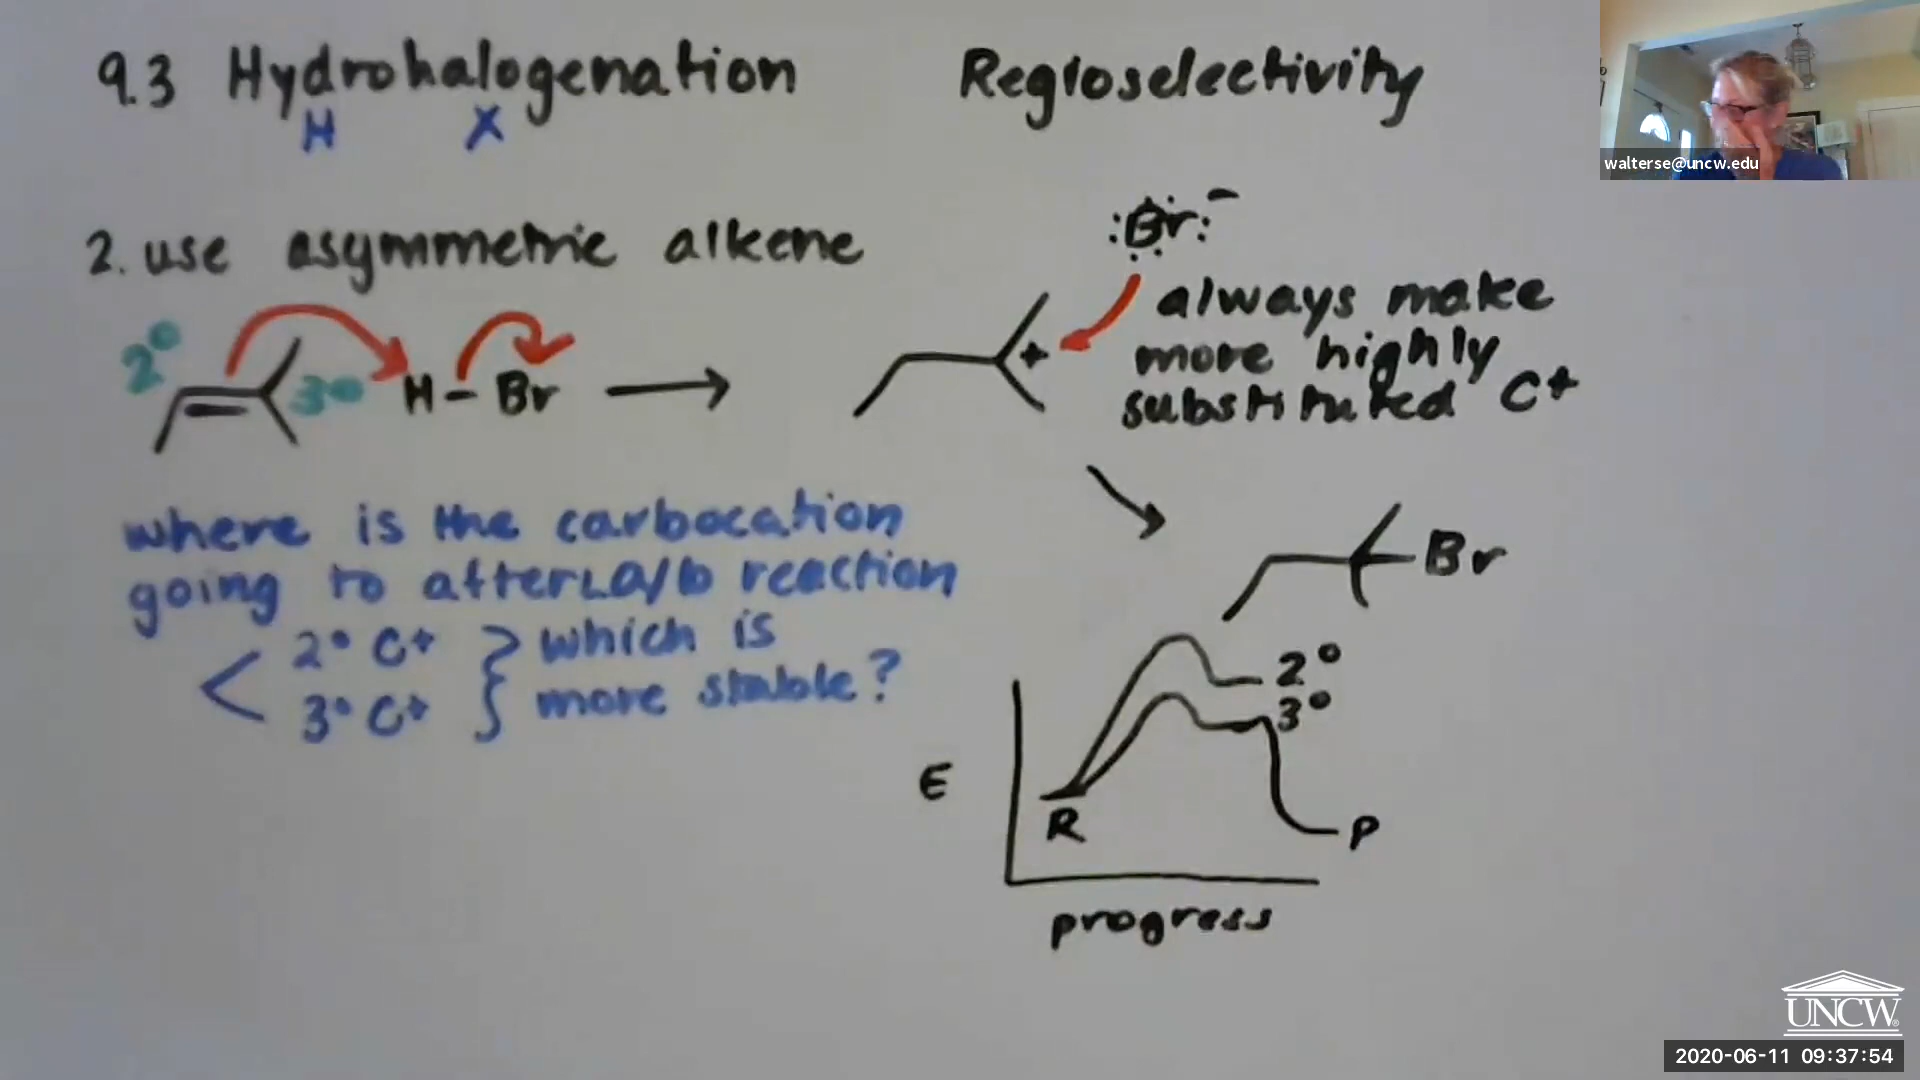 9.3 Hydrohalogenation Regioselectivity
H X
walterse@uncw.edu
2. use asymmetric alkene
:Br:−
2° 3° H–Br
+
always make
more highly
substituted C+
where is the carbocation
going to after a/b reaction
2° C+
3° C+
which is
more stable?
Br
2°
3°
E
R
P
progress
UNCW
2020-06-11 09:37:54